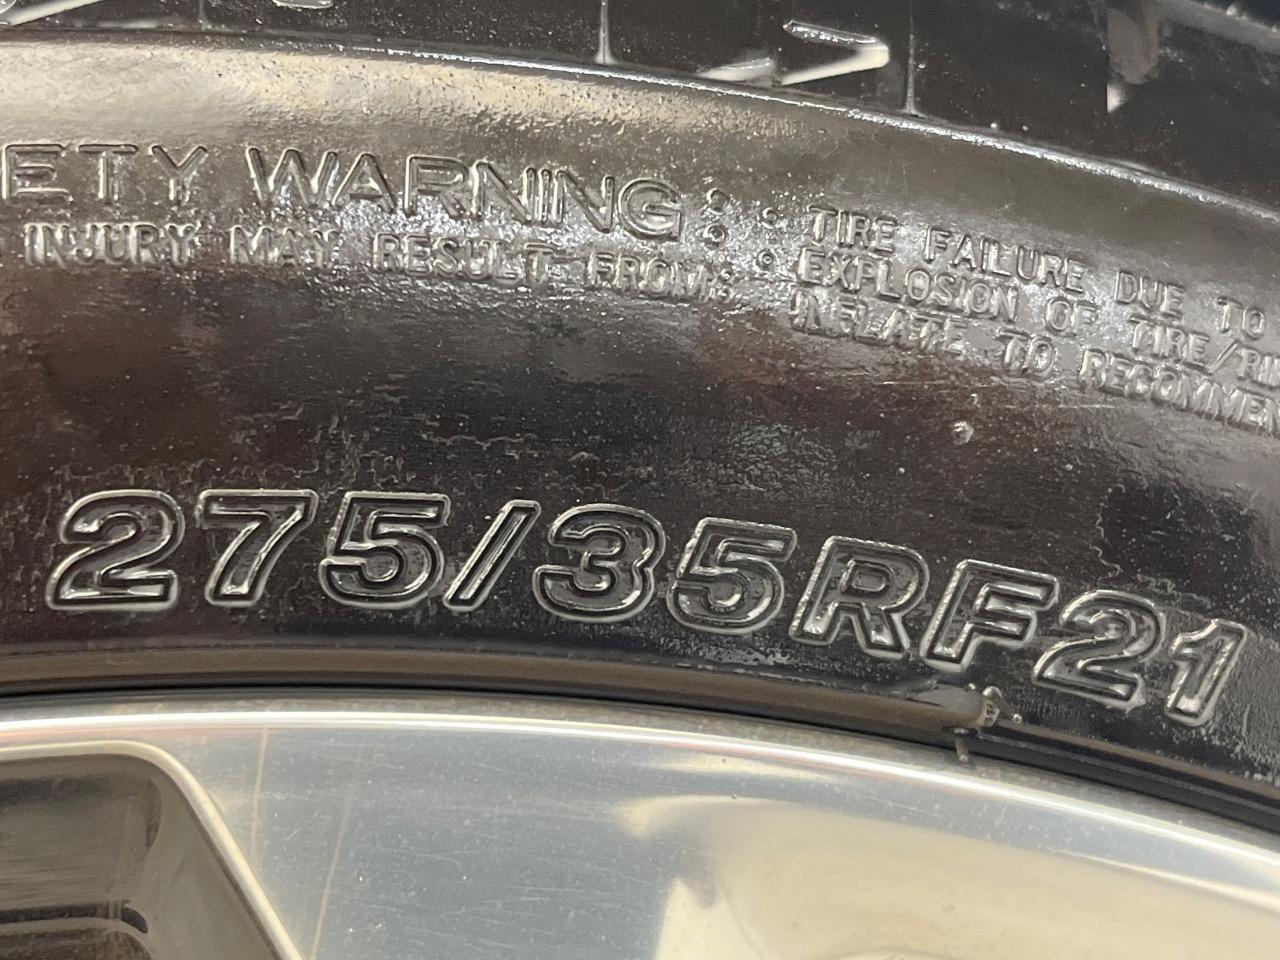 ETY WARNING:
INJURY MAY RESULT FROM:
TIRE FAILURE DUE TO
EXPLOSION OF TIRE/RI
INFLATE TO RECOMMEN
275/35RF21